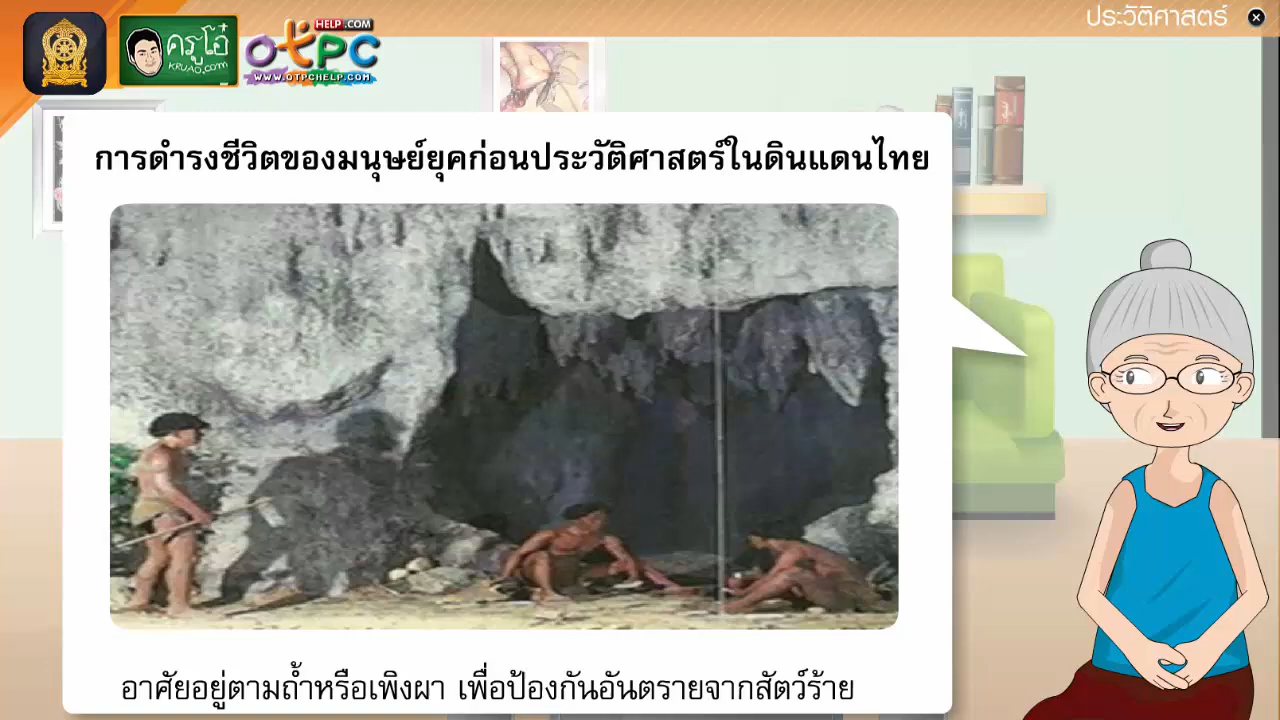 ประวัติศาสตร์
ครูโอ๋
KRUAO.COM
HELP.COM
OTPC
WWW.OTPCHELP.COM
การดำรงชีวิตของมนุษย์ยุคก่อนประวัติศาสตร์ในดินแดนไทย
อาศัยอยู่ตามถ้ำหรือเพิงผา เพื่อป้องกันอันตรายจากสัตว์ร้าย